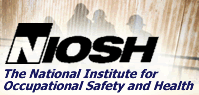 NIOSH
The National Institute for
Occupational Safety and Health